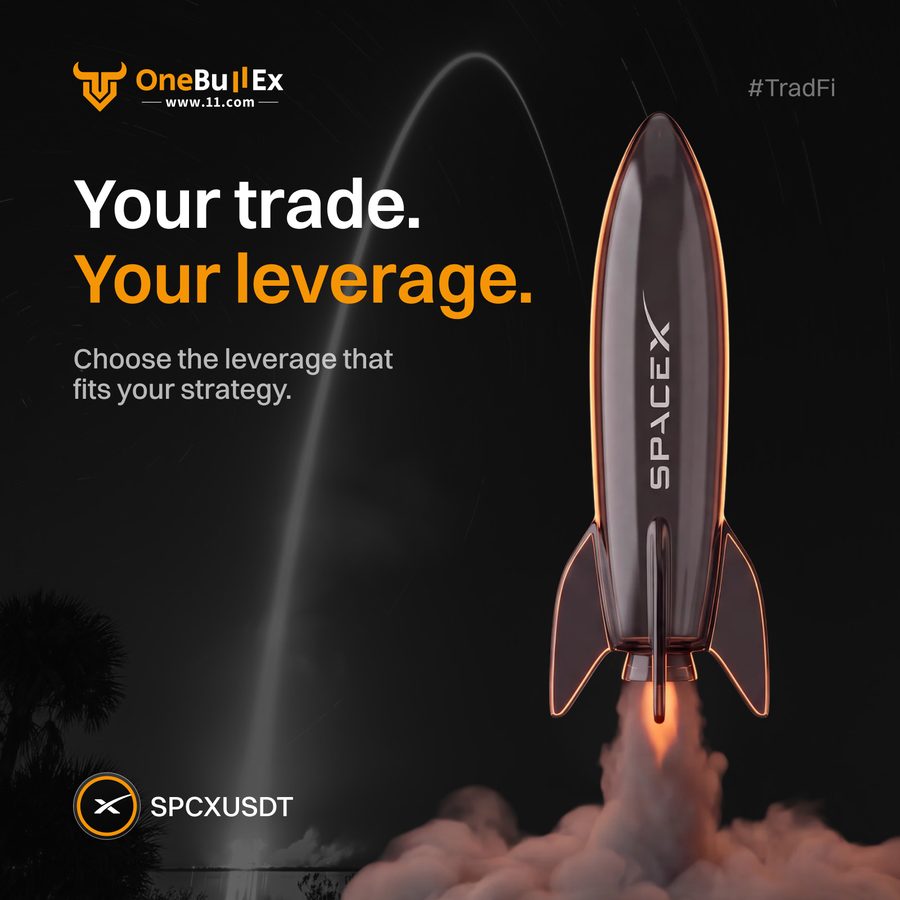 OneBullEx
www.11.com
#TradFi
Your trade.
Your leverage.
Choose the leverage that
fits your strategy.
SPACEX
SPCXUSDT